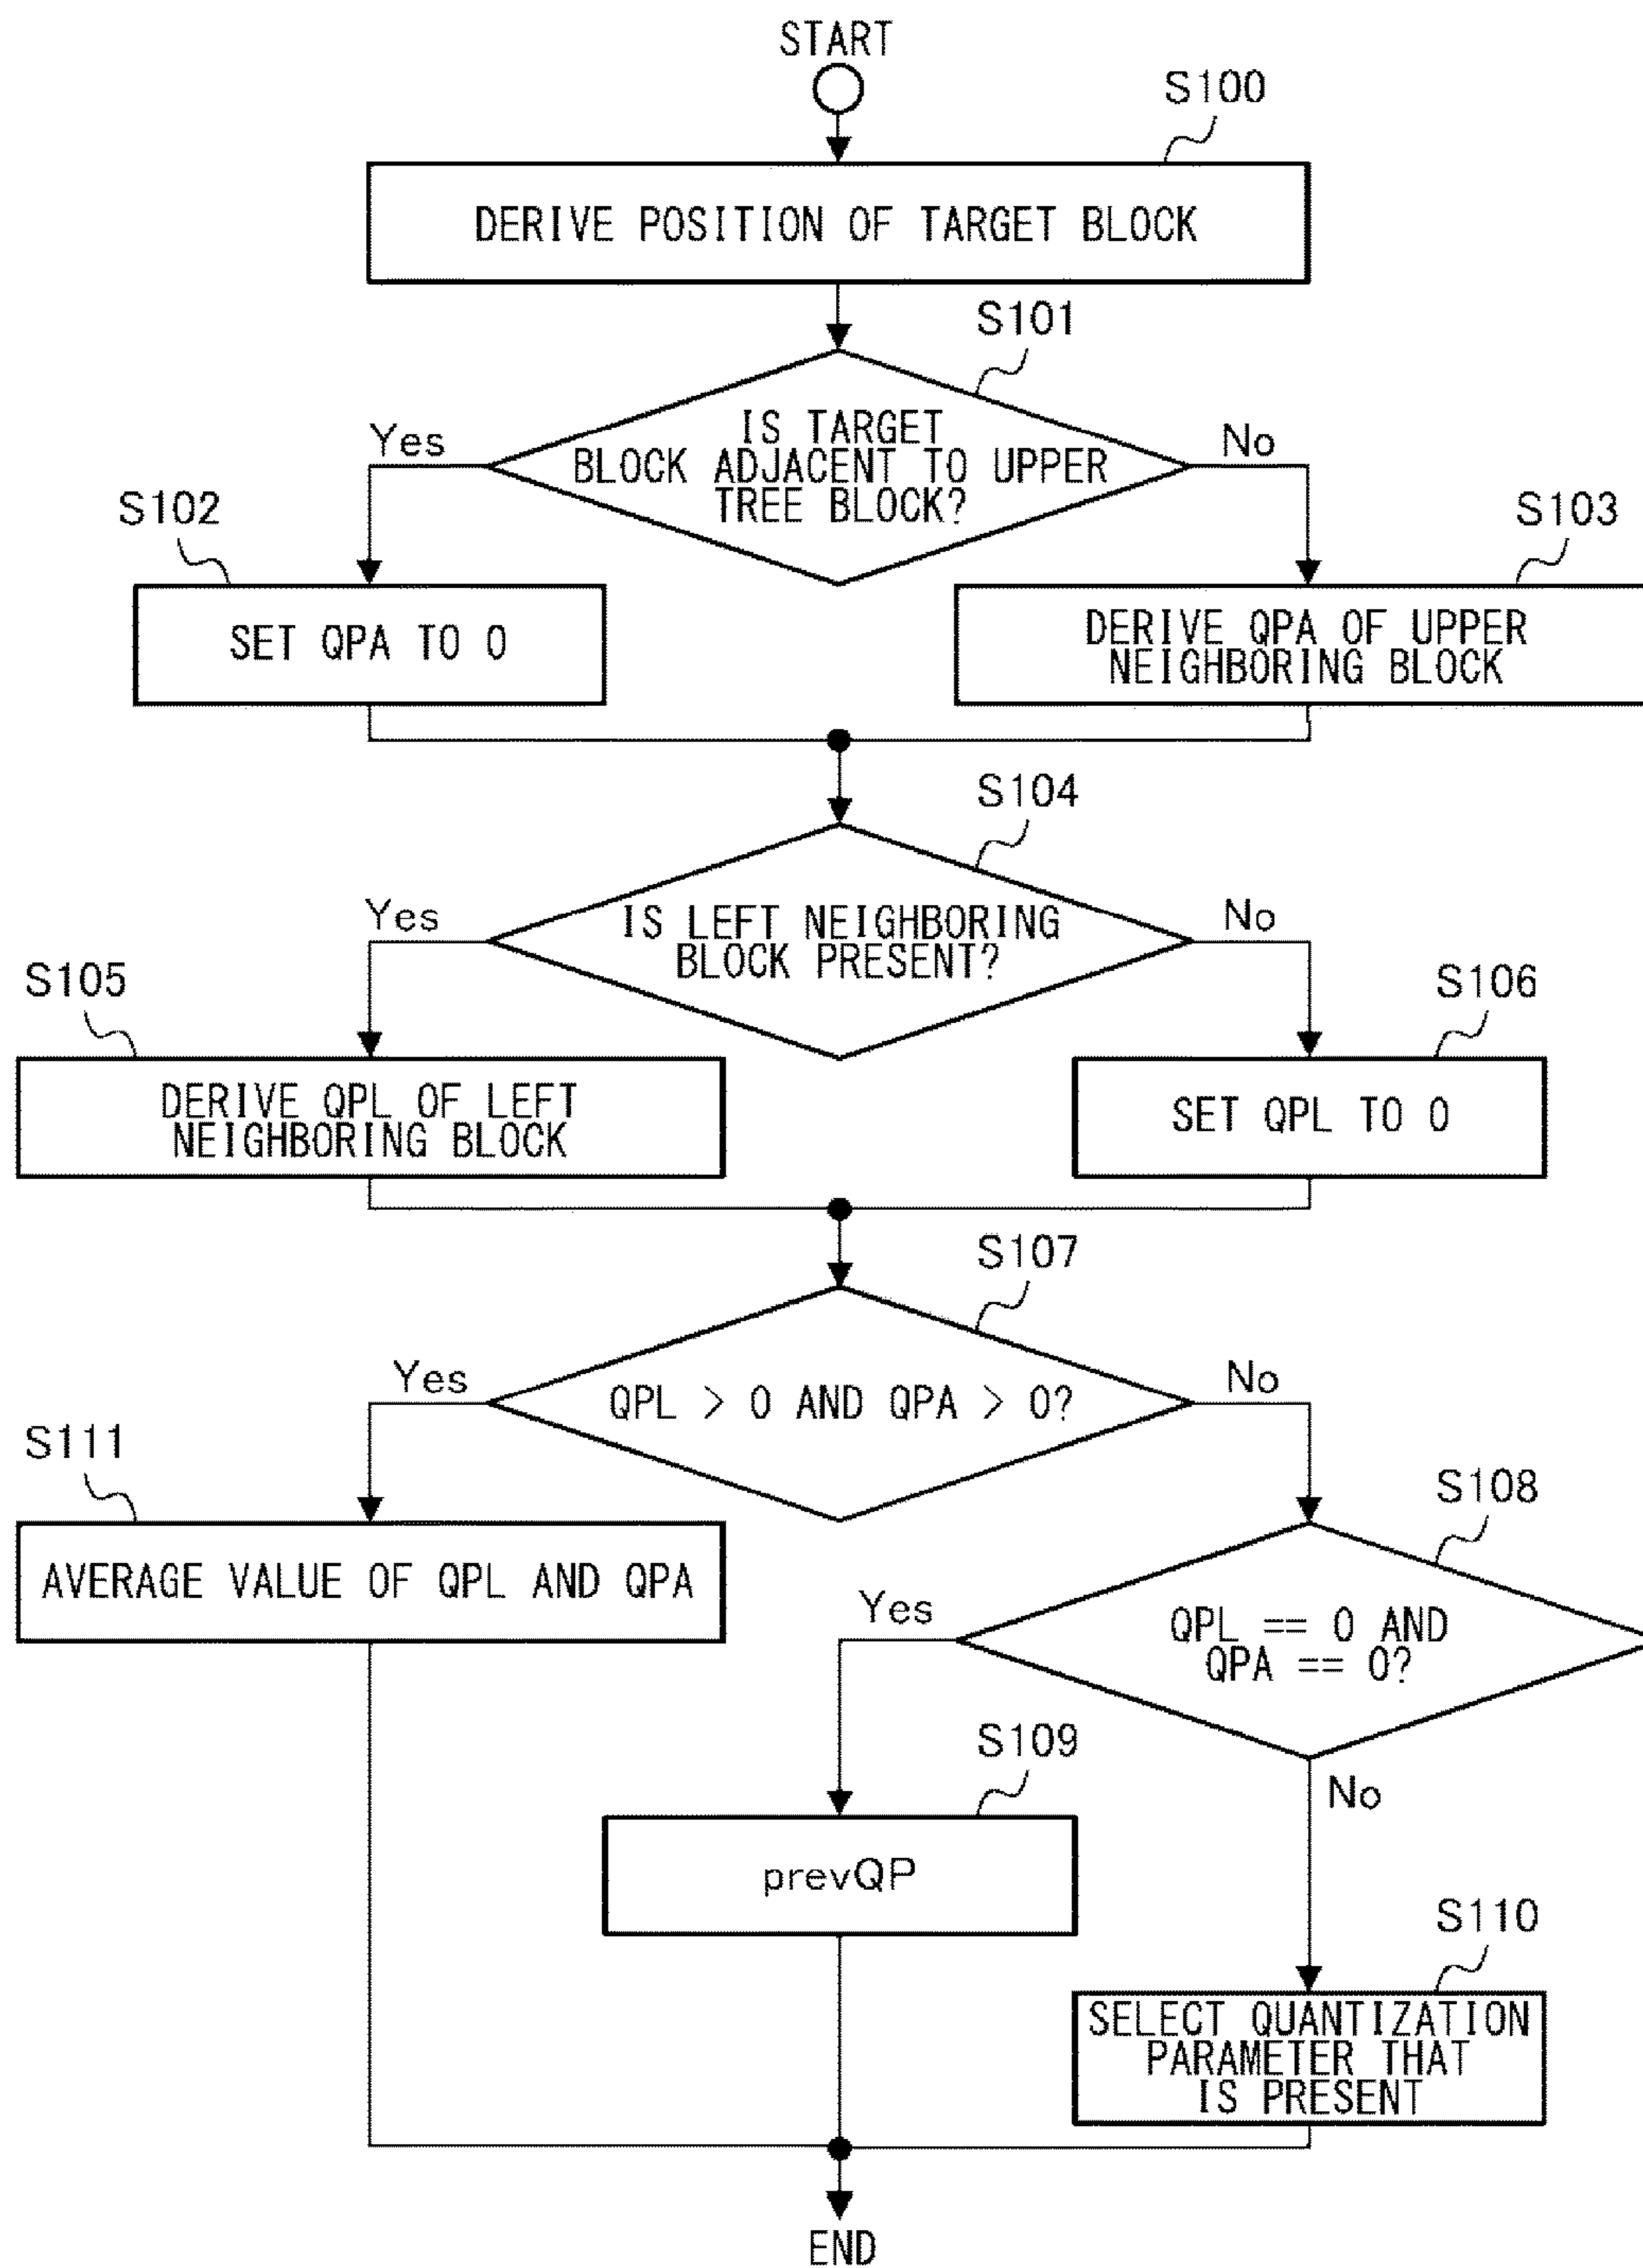 START
S100
DERIVE POSITION OF TARGET BLOCK
S101
IS TARGET
BLOCK ADJACENT TO UPPER
TREE BLOCK?
Yes
No
S102
S103
SET QPA TO 0
DERIVE QPA OF UPPER
NEIGHBORING BLOCK
S104
IS LEFT NEIGHBORING
BLOCK PRESENT?
Yes
No
S105
S106
DERIVE QPL OF LEFT
NEIGHBORING BLOCK
SET QPL TO 0
S107
QPL > 0 AND QPA > 0?
Yes
No
S111
S108
AVERAGE VALUE OF QPL AND QPA
QPL == 0 AND
QPA == 0?
Yes
No
S109
prevQP
S110
SELECT QUANTIZATION
PARAMETER THAT
IS PRESENT
END